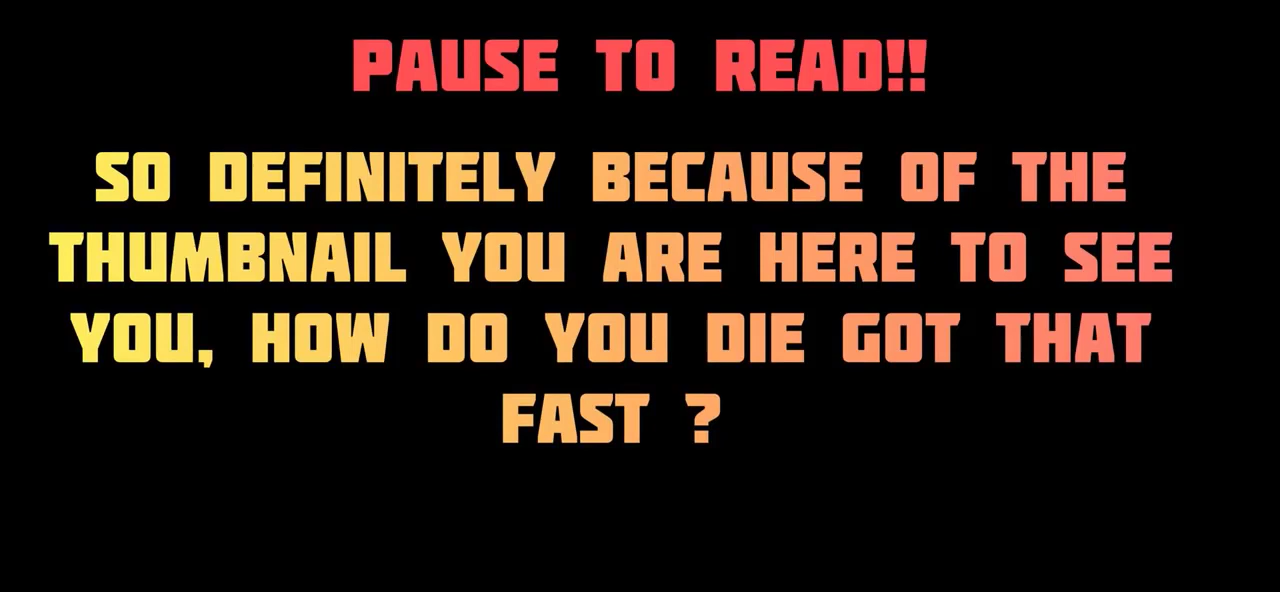 PAUSE TO READ!!
SO DEFINITELY BECAUSE OF THE
THUMBNAIL YOU ARE HERE TO SEE
YOU, HOW DO YOU DIE GOT THAT
FAST ?